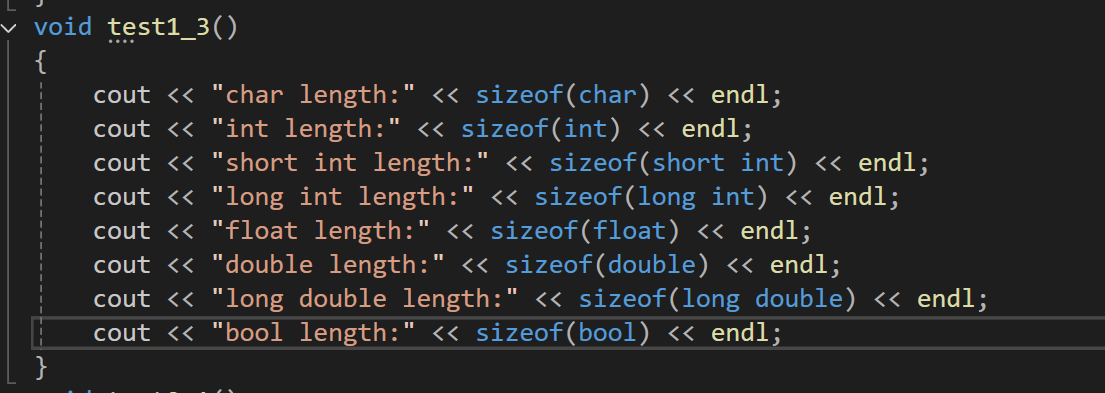 }
void test1_3()
{
    cout << "char length:" << sizeof(char) << endl;
    cout << "int length:" << sizeof(int) << endl;
    cout << "short int length:" << sizeof(short int) << endl;
    cout << "long int length:" << sizeof(long int) << endl;
    cout << "float length:" << sizeof(float) << endl;
    cout << "double length:" << sizeof(double) << endl;
    cout << "long double length:" << sizeof(long double) << endl;
    cout << "bool length:" << sizeof(bool) << endl;
}